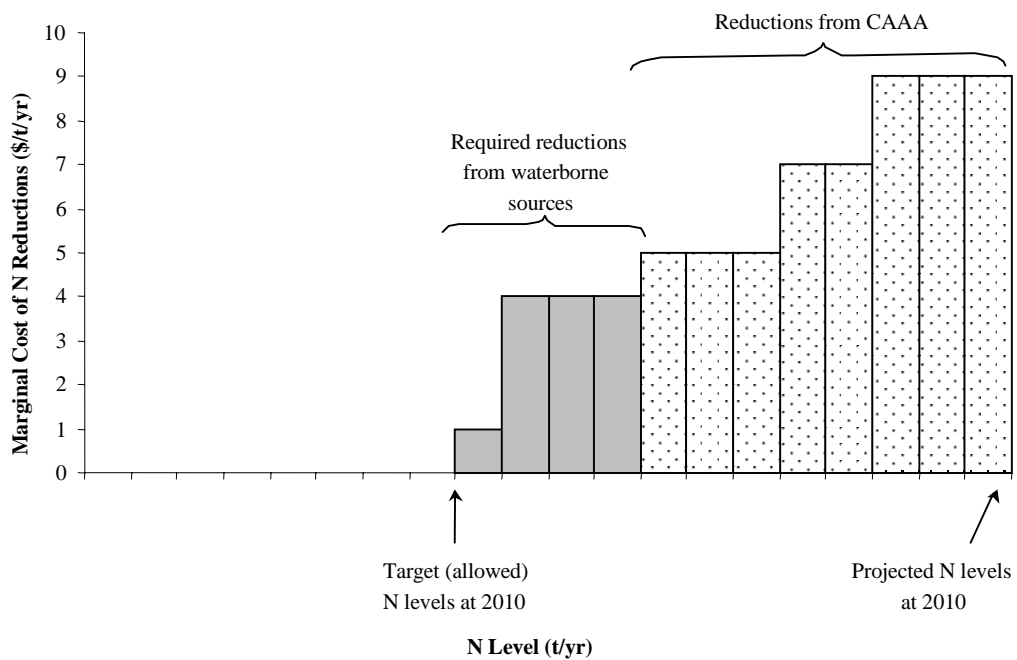 Reductions from CAAA
10
9
8
7
6
5
4
3
2
1
0
Marginal Cost of N Reductions ($/t/yr)
Required reductions
from waterborne
sources
Target (allowed)
N levels at 2010
Projected N levels
at 2010
N Level (t/yr)